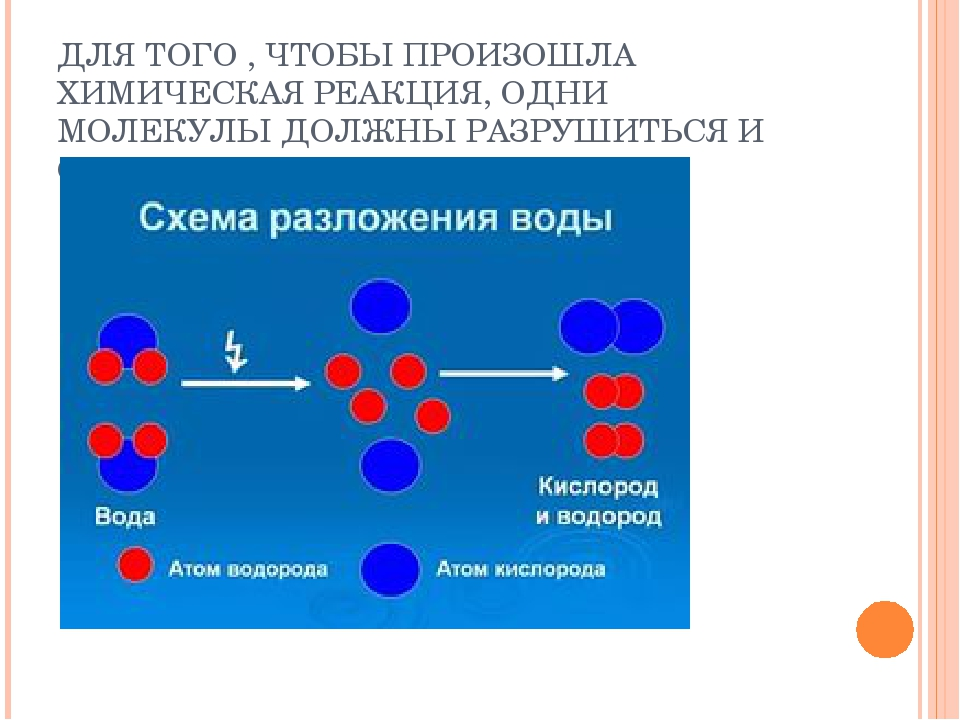 ДЛЯ ТОГО , ЧТОБЫ ПРОИЗОШЛА
ХИМИЧЕСКАЯ РЕАКЦИЯ, ОДНИ
МОЛЕКУЛЫ ДОЛЖНЫ РАЗРУШИТЬСЯ И
Схема разложения воды
Вода
Кислород
и водород
Атом водорода
Атом кислорода